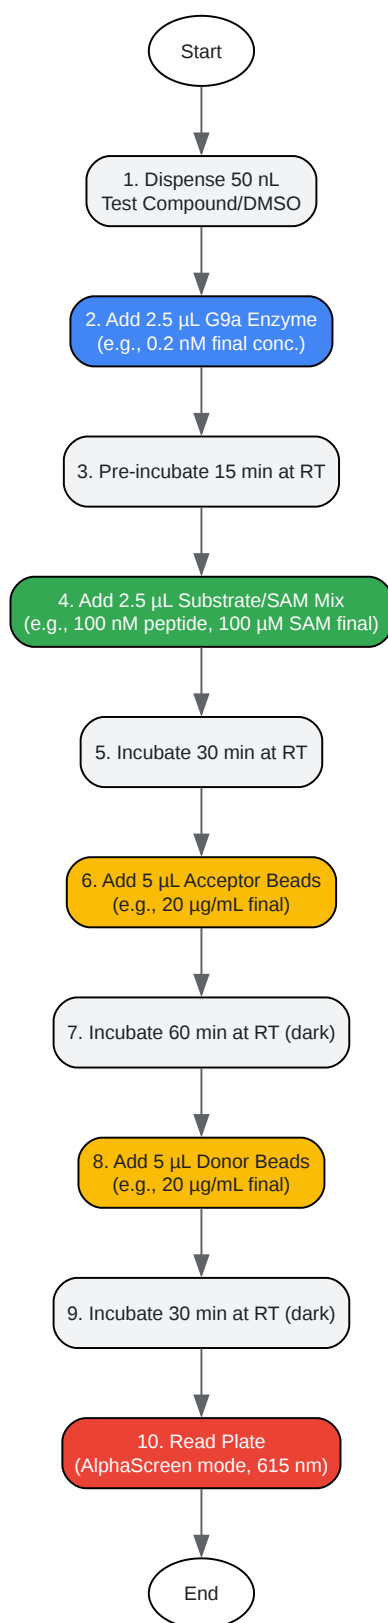 Start
1. Dispense 50 nL
Test Compound/DMSO
2. Add 2.5 µL G9a Enzyme
(e.g., 0.2 nM final conc.)
3. Pre-incubate 15 min at RT
4. Add 2.5 µL Substrate/SAM Mix
(e.g., 100 nM peptide, 100 µM SAM final)
5. Incubate 30 min at RT
6. Add 5 µL Acceptor Beads
(e.g., 20 µg/mL final)
7. Incubate 60 min at RT (dark)
8. Add 5 µL Donor Beads
(e.g., 20 µg/mL final)
9. Incubate 30 min at RT (dark)
10. Read Plate
(AlphaScreen mode, 615 nm)
End